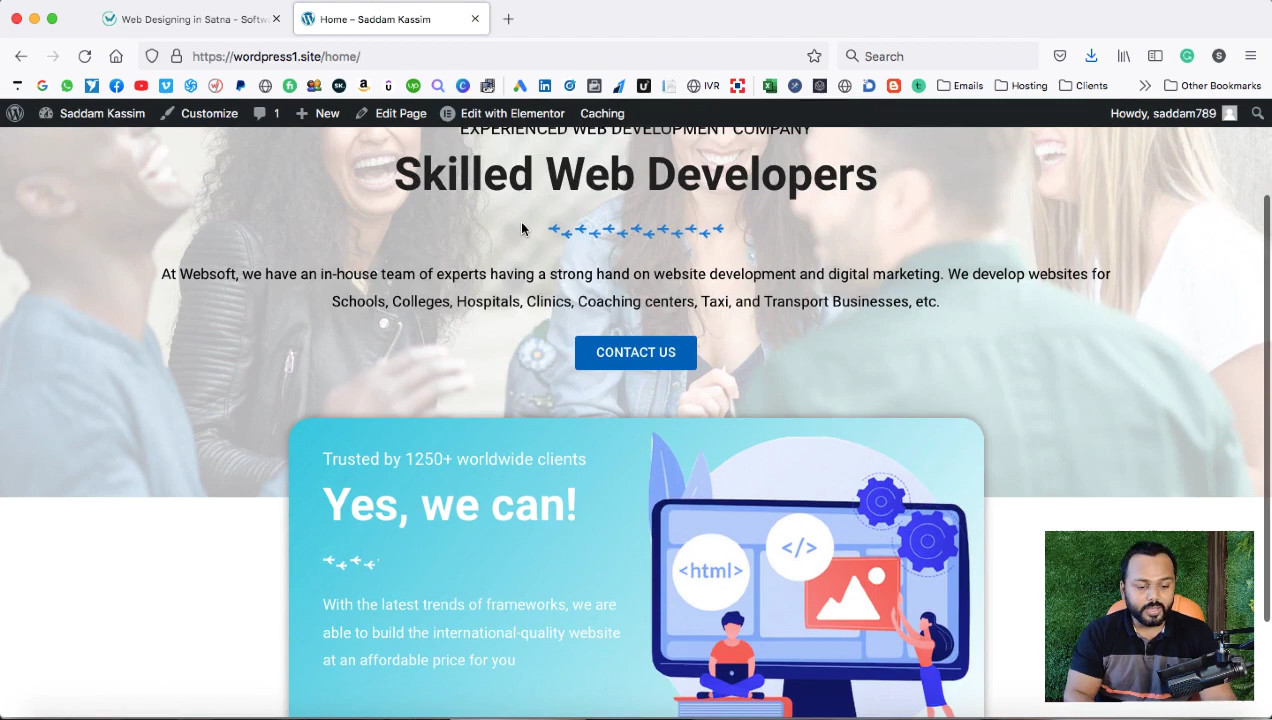 Web Designing in Satna - Softw
Home – Saddam Kassim
https://wordpress1.site/home/
Search
IVR
Emails
Hosting
Clients
Other Bookmarks
Saddam Kassim
Customize
1
New
Edit Page
Edit with Elementor
Caching
Howdy, saddam789
EXPERIENCED WEB DEVELOPMENT COMPANY
Skilled Web Developers
At Websoft, we have an in-house team of experts having a strong hand on website development and digital marketing. We develop websites for
Schools, Colleges, Hospitals, Clinics, Coaching centers, Taxi, and Transport Businesses, etc.
CONTACT US
Trusted by 1250+ worldwide clients
Yes, we can!
<html>
</>
With the latest trends of frameworks, we are
able to build the international-quality website
at an affordable price for you